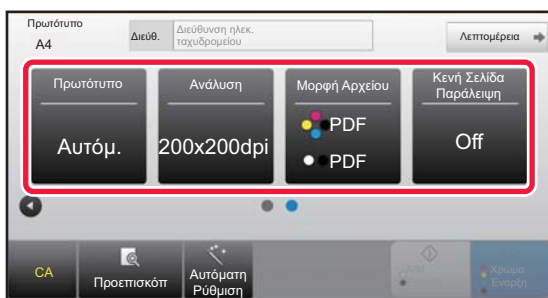 Πρωτότυπο
A4
Διεύθ.
Διεύθυνση ηλεκ.
ταχυδρομείου
Λεπτομέρεια
Πρωτότυπο
Αυτόμ.
Ανάλυση
200x200dpi
Μορφή Αρχείου
PDF
PDF
Κενή Σελίδα
Παράλειψη
Off
CA
Προεπισκόπ
Αυτόματη
Ρύθμιση
Χρώμα
Έναρξη